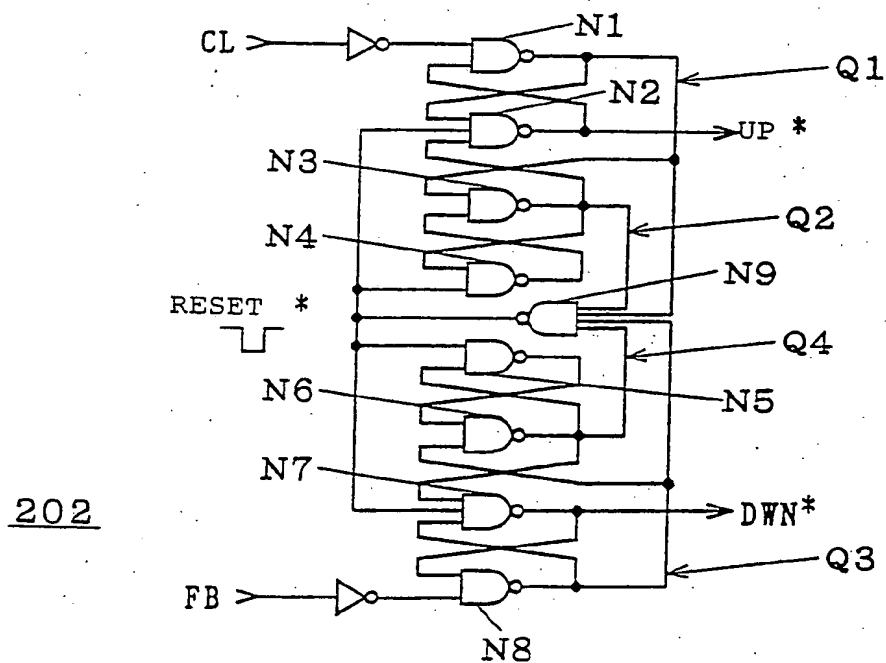 N1
CL
Q1
N2
UP *
N3
Q2
N4
N9
RESET *
Q4
N6
N5
N7
202
DWN*
Q3
FB
N8